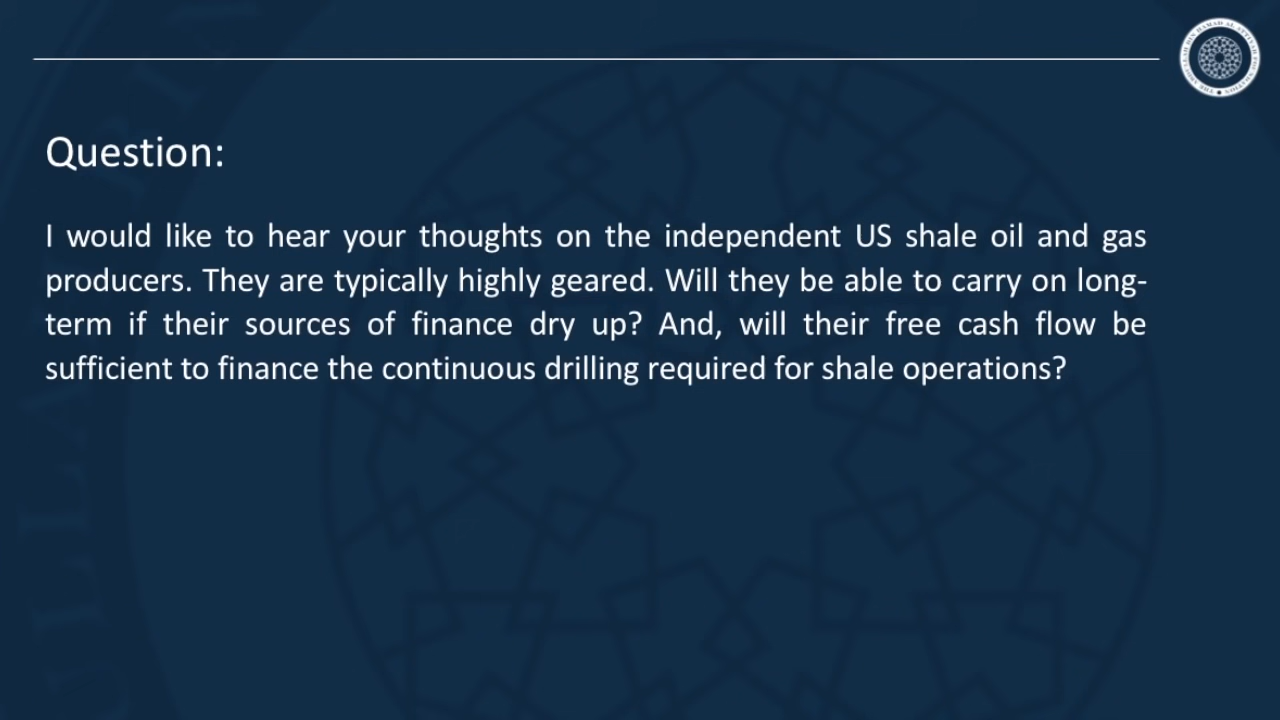 Question:
I would like to hear your thoughts on the independent US shale oil and gas
producers. They are typically highly geared. Will they be able to carry on long-
term if their sources of finance dry up? And, will their free cash flow be
sufficient to finance the continuous drilling required for shale operations?